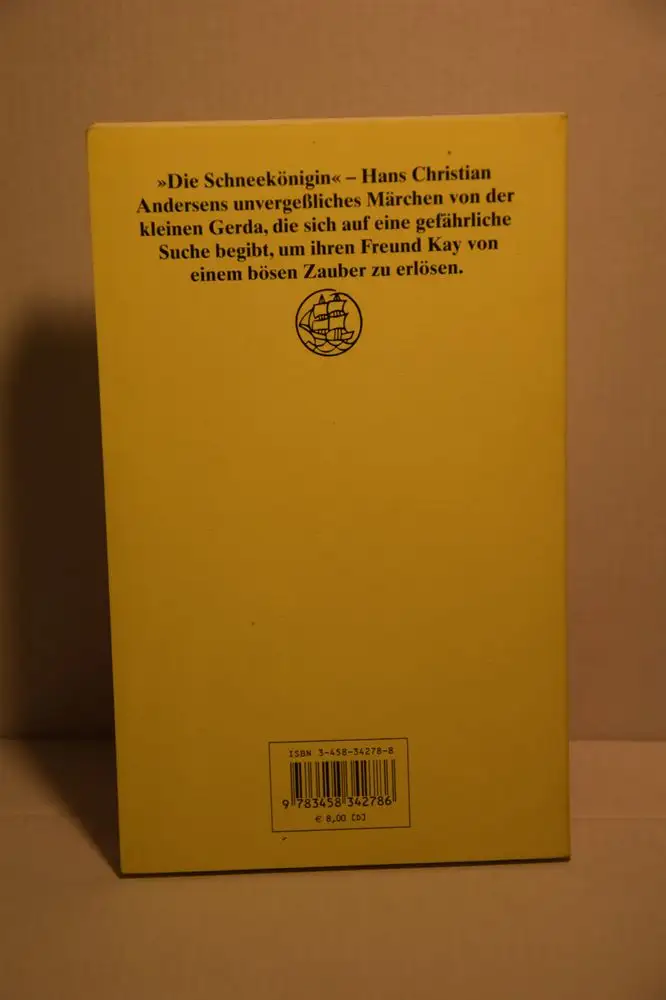 »Die Schneekönigin« – Hans Christian
Andersens unvergeßliches Märchen von der
kleinen Gerda, die sich auf eine gefährliche
Suche begibt, um ihren Freund Kay von
einem bösen Zauber zu erlösen.
ISBN 3-458-34278-8
9 783458 342786
€ 8,00 [D]